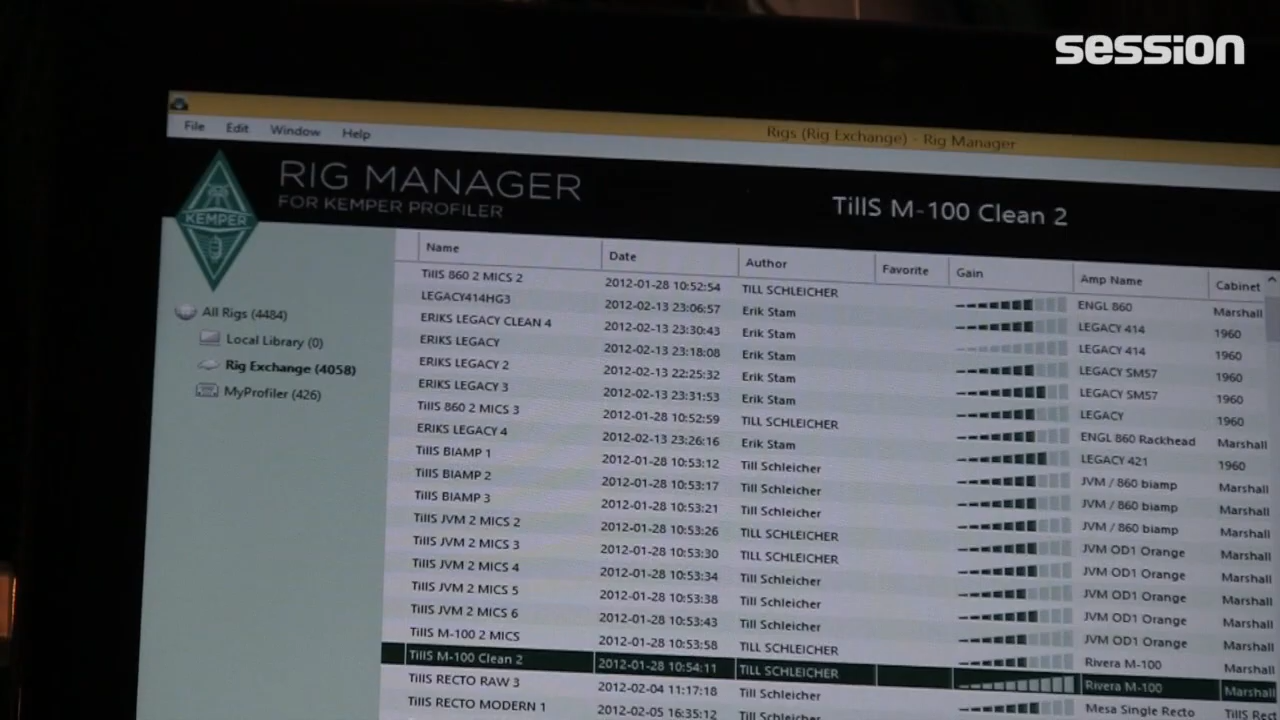 session
Rigs (Rig Exchange) - Rig Manager
File Edit Window Help
RIG MANAGER
FOR KEMPER PROFILER
KEMPER
TillS M-100 Clean 2
All Rigs (4484)
Local Library (0)
Rig Exchange (4058)
MyProfiler (426)
Name Date Author Favorite Gain Amp Name Cabinet
TillS 860 2 MICS 2 2012-01-28 10:52:54 TILL SCHLEICHER ENGL 860 Marshall
LEGACY414HG3 2012-02-13 23:06:57 Erik Stam LEGACY 414 1960
ERIKS LEGACY CLEAN 4 2012-02-13 23:30:43 Erik Stam LEGACY 414 1960
ERIKS LEGACY 2012-02-13 23:18:08 Erik Stam LEGACY SM57 1960
ERIKS LEGACY 2 2012-02-13 22:25:32 Erik Stam LEGACY SM57 1960
ERIKS LEGACY 3 2012-02-13 23:31:53 Erik Stam LEGACY 1960
TillS 860 2 MICS 3 2012-01-28 10:52:59 TILL SCHLEICHER ENGL 860 Rackhead Marshall
ERIKS LEGACY 4 2012-02-13 23:26:16 Erik Stam LEGACY 421 1960
TillS BIAMP 1 2012-01-28 10:53:12 Till Schleicher JVM / 860 biamp Marshall
TillS BIAMP 2 2012-01-28 10:53:17 Till Schleicher JVM / 860 biamp Marshall
TillS BIAMP 3 2012-01-28 10:53:21 Till Schleicher JVM / 860 biamp Marshall
TillS JVM 2 MICS 2 2012-01-28 10:53:26 TILL SCHLEICHER JVM OD1 Orange Marshall
TillS JVM 2 MICS 3 2012-01-28 10:53:30 TILL SCHLEICHER JVM OD1 Orange Marshall
TillS JVM 2 MICS 4 2012-01-28 10:53:34 Till Schleicher JVM OD1 Orange Marshall
TillS JVM 2 MICS 5 2012-01-28 10:53:38 Till Schleicher JVM OD1 Orange Marshall
TillS JVM 2 MICS 6 2012-01-28 10:53:43 Till Schleicher JVM OD1 Orange Marshall
TillS M-100 2 MICS 2012-01-28 10:53:58 TILL SCHLEICHER Rivera M-100 Marshall
TillS M-100 Clean 2 2012-01-28 10:54:11 TILL SCHLEICHER Rivera M-100 Marshall
TillS RECTO RAW 3 2012-02-04 11:17:18 Till Schleicher Mesa Single Recto TillS Rect
TillS RECTO MODERN 1 2012-02-05 16:35:12 Till Schleicher